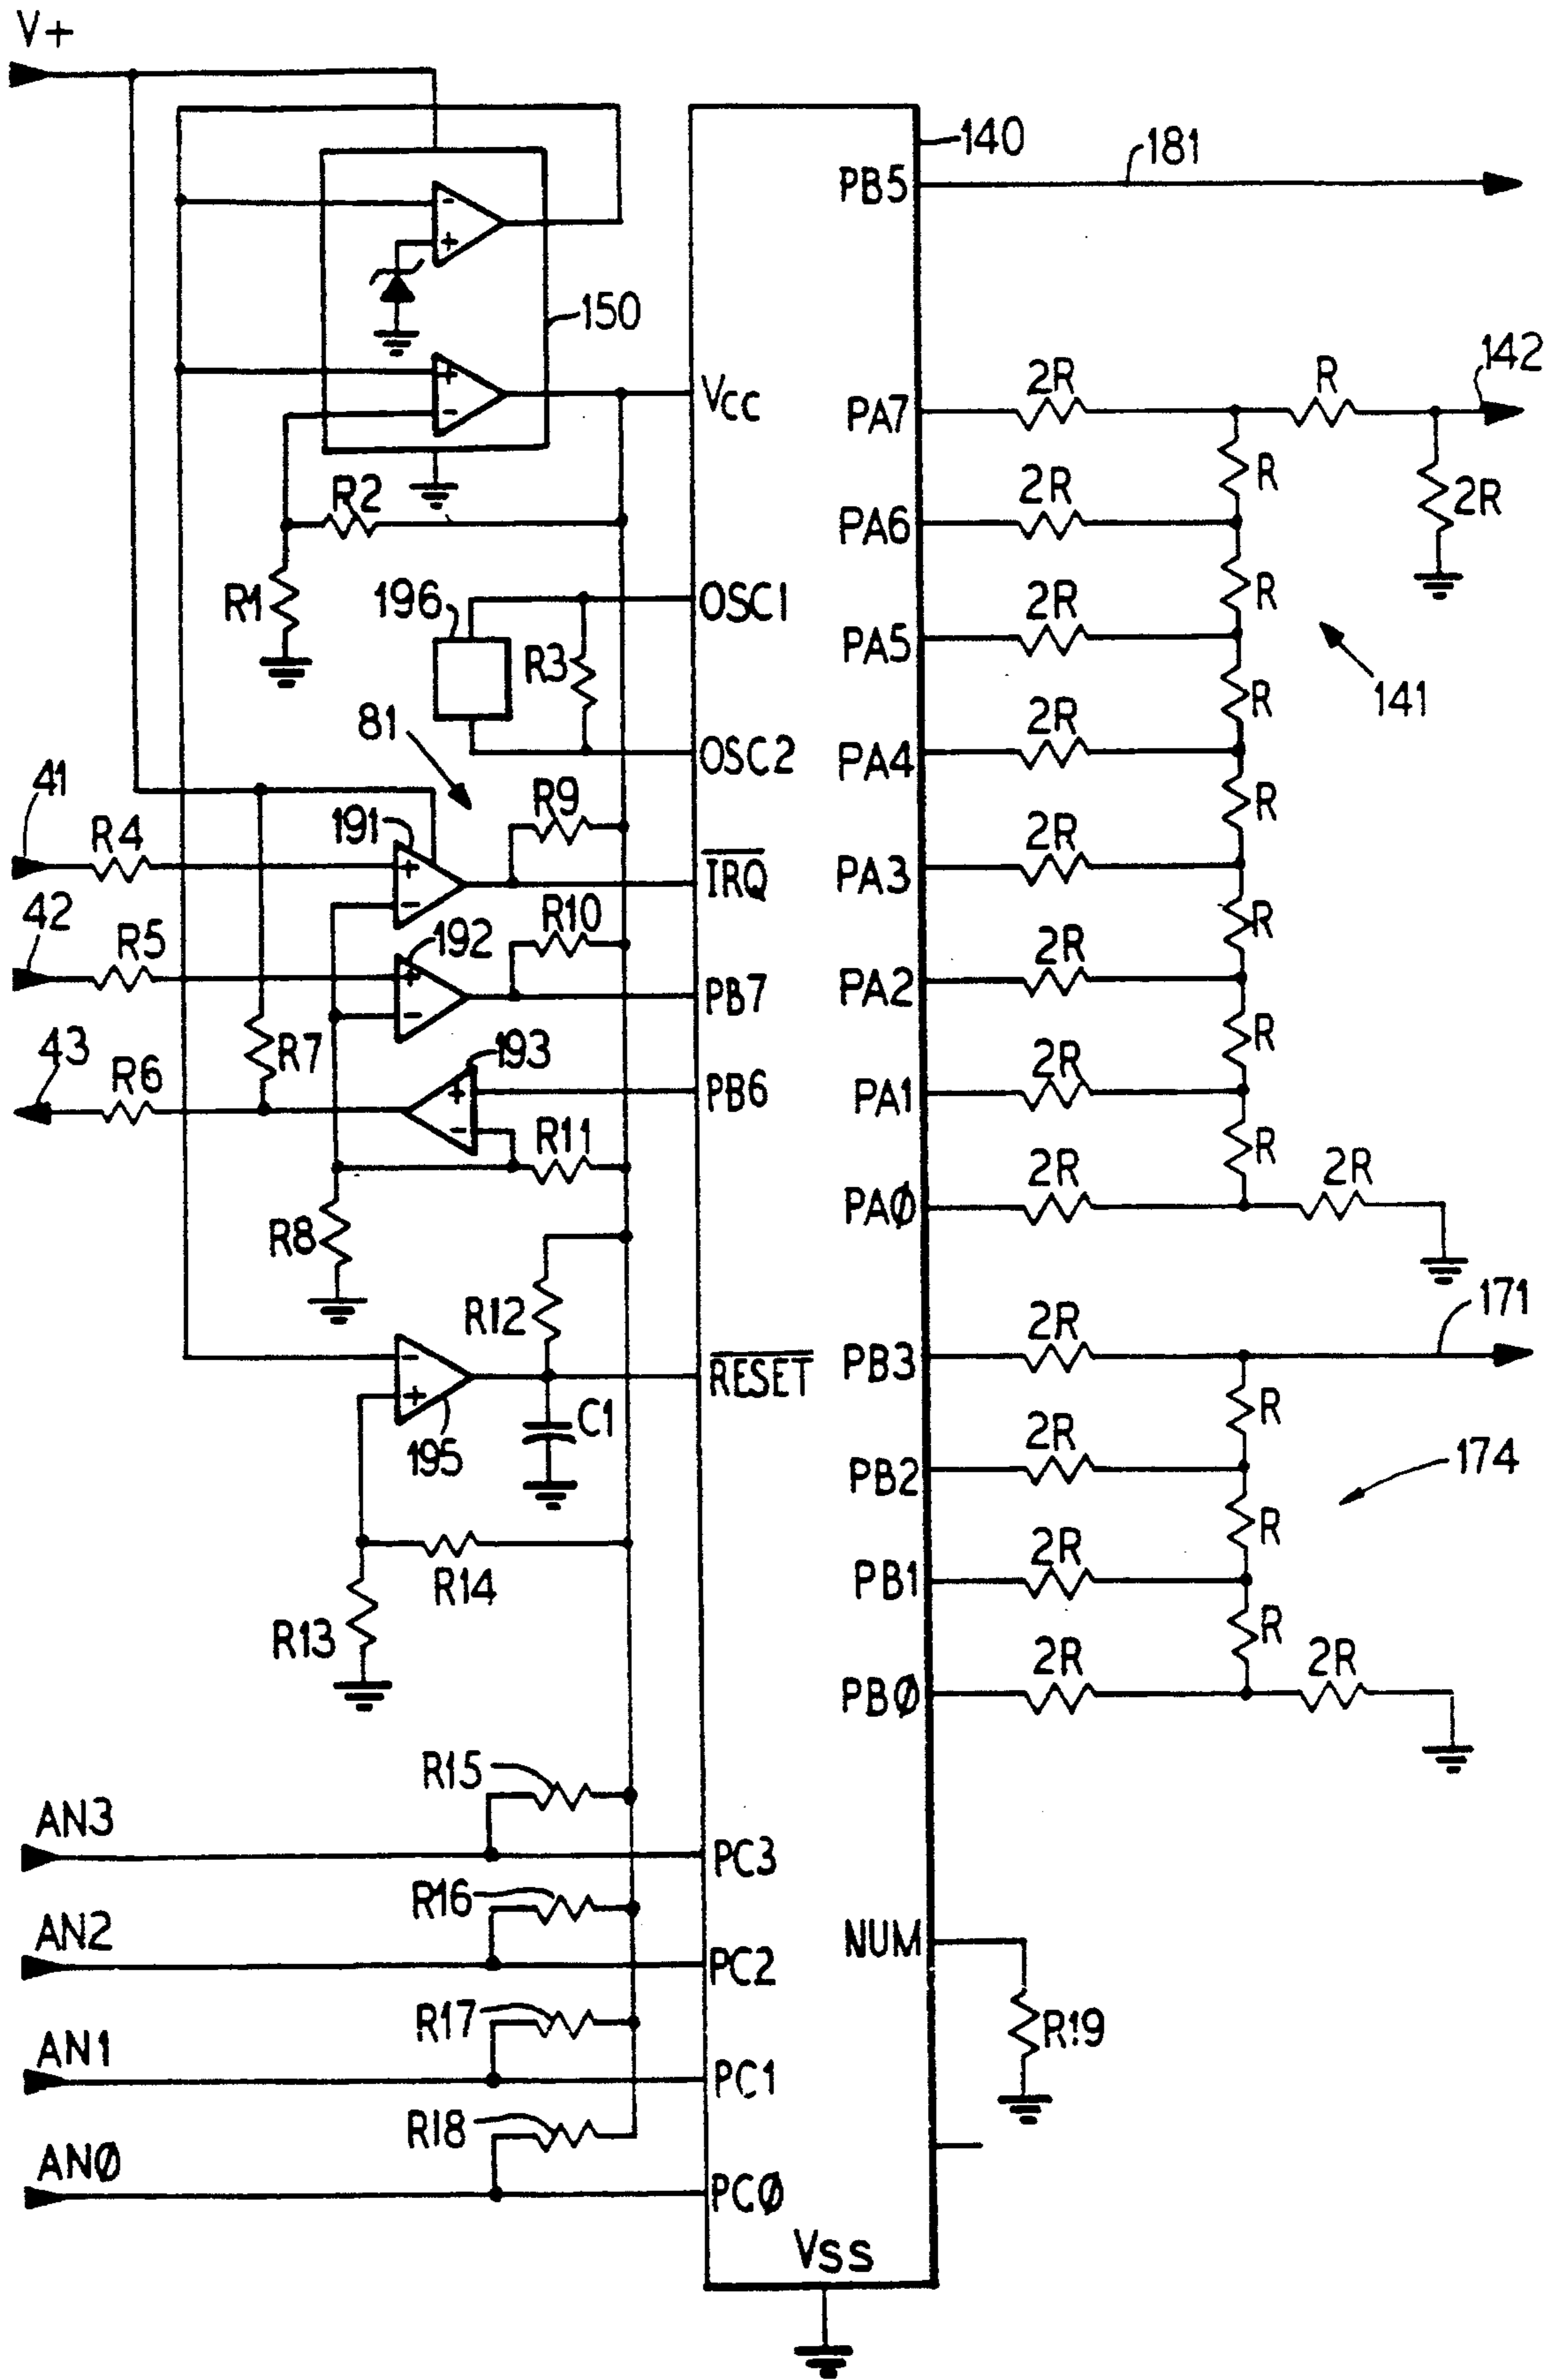 V+
140
181
PB5
-
+
150
+
-
VCC
PA7
2R
R
142
R
2R
R2
PA6
2R
R1
196
OSC1
R3
R
PA5
2R
141
81
OSC2
R
PA4
2R
41
R4
191
+
-
R9
IRQ
R
PA3
2R
42
R5
192
+
-
R10
PB7
R
PA2
2R
43
R6
R7
193
+
-
PB6
R
PA1
2R
R11
R
PAØ
2R
2R
R8
R12
171
-
+
195
RESET
C1
PB3
2R
R
PB2
2R
174
R14
R
PB1
2R
R13
R
PBØ
2R
2R
R15
AN3
PC3
R16
AN2
PC2
NUM
R17
AN1
PC1
R19
R18
ANØ
PCØ
VSS